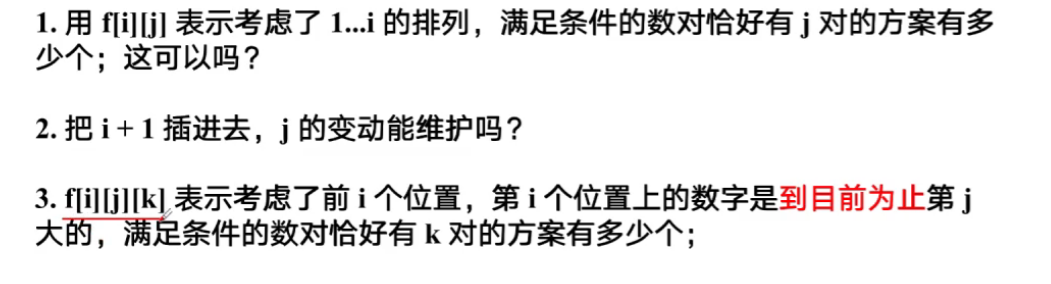 1. 用 f[i][j] 表示考虑了 1...i 的排列，满足条件的数对恰好有 j 对的方案有多
少个；这可以吗？
2. 把 i + 1 插进去，j 的变动能维护吗？
3. f[i][j][k] 表示考虑了前 i 个位置，第 i 个位置上的数字是到目前为止第 j
大的，满足条件的数对恰好有 k 对的方案有多少个；